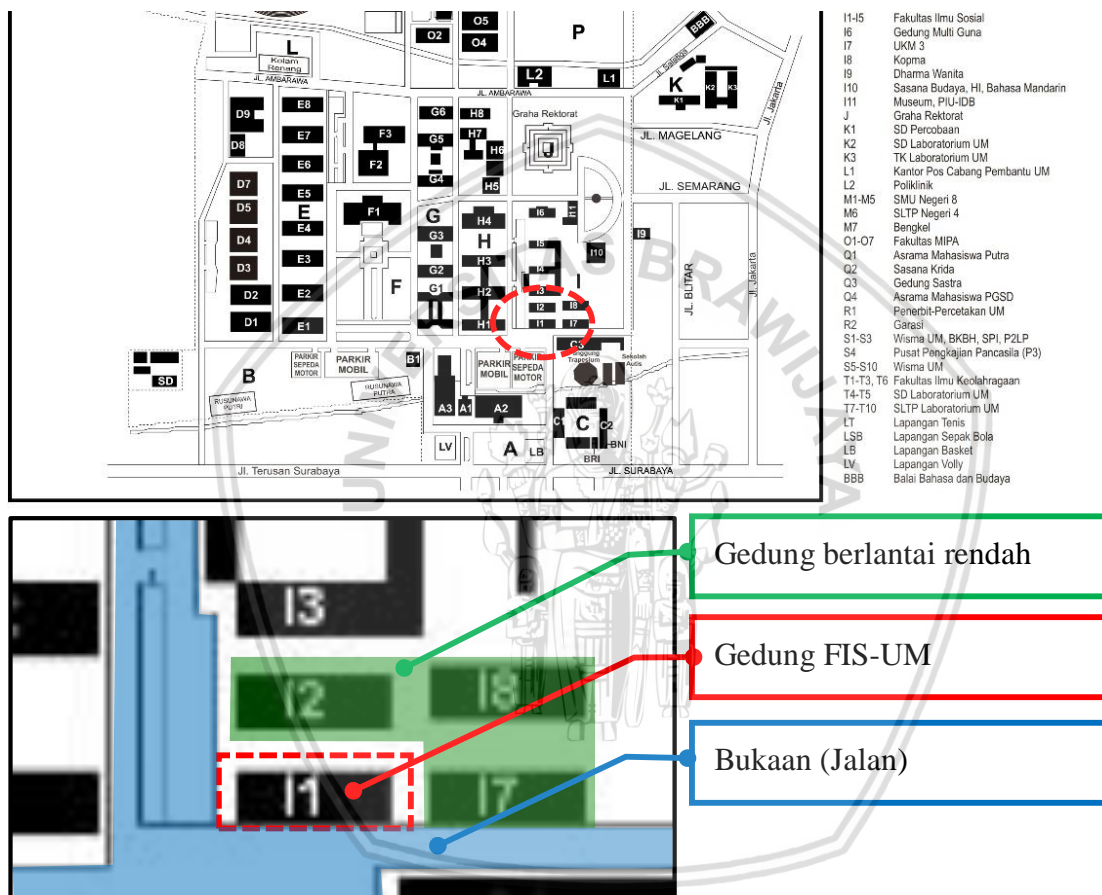 O5
O2
O4
P
BBB
L
Kolam
Renang
JL. AMBARAWA
L2
L1
Jl. Salatiga
K
K1
K2
K3
Jl. Jakarta
JL. AMBARAWA
D9
D8
E8
E7
E6
E5
E
E4
E3
E2
E1
D7
D5
D4
D3
D2
D1
F3
F2
F1
F
G6
G5
G4
G
G3
G2
G1
H8
H7
H6
H5
H4
H
H3
H2
H1
Graha Rektorat
J
JL. MAGELANG
JL. SEMARANG
I6
I11
I5
I4
I3
I2
I1
I8
I7
I10
I9
JL. BLITAR
Jl. Jakarta
SD
B
PARKIR
SEPEDA
MOTOR
PARKIR
MOBIL
B1
RUSUNAWA
PUTRI
RUSUNAWA
PUTRA
PARKIR
MOBIL
PARKIR
SEPEDA
MOTOR
C3
Trapesium
Sekolah
Autis
A3
A1
A2
LV
A
LB
C1
C
C2
BNI
BRI
Jl. Terusan Surabaya
JL. SURABAYA
I1-I5 Fakultas Ilmu Sosial
I6 Gedung Multi Guna
I7 UKM 3
I8 Kopma
I9 Dharma Wanita
I10 Sasana Budaya, HI, Bahasa Mandarin
I11 Museum, PIU-IDB
J Graha Rektorat
K1 SD Percobaan
K2 SD Laboratorium UM
K3 TK Laboratorium UM
L1 Kantor Pos Cabang Pembantu UM
L2 Poliklinik
M1-M5 SMU Negeri 8
M6 SLTP Negeri 4
M7 Bengkel
O1-O7 Fakultas MIPA
Q1 Asrama Mahasiswa Putra
Q2 Sasana Krida
Q3 Gedung Sastra
Q4 Asrama Mahasiswa PGSD
R1 Penerbit-Percetakan UM
R2 Garasi
S1-S3 Wisma UM, BKBH, SPI, P2LP
S4 Pusat Pengkajian Pancasila (P3)
S5-S10 Wisma UM
T1-T3, T6 Fakultas Ilmu Keolahragaan
T4-T5 SD Laboratorium UM
T7-T10 SLTP Laboratorium UM
LT Lapangan Tenis
LSB Lapangan Sepak Bola
LB Lapangan Basket
LV Lapangan Volly
BBB Balai Bahasa dan Budaya
UNIVERSITAS BRAWIJAYA
I3
I2
I8
I1
I7
Gedung berlantai rendah
Gedung FIS-UM
Bukaan (Jalan)